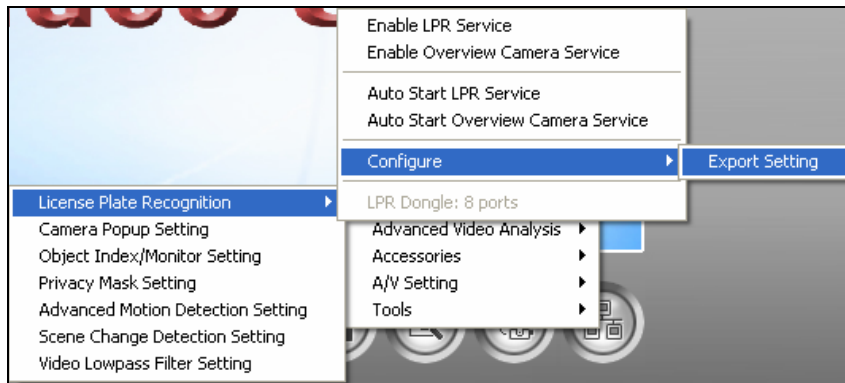 Enable LPR Service
Enable Overview Camera Service
Auto Start LPR Service
Auto Start Overview Camera Service
Configure
Export Setting
LPR Dongle: 8 ports
License Plate Recognition
Camera Popup Setting
Object Index/Monitor Setting
Privacy Mask Setting
Advanced Motion Detection Setting
Scene Change Detection Setting
Video Lowpass Filter Setting
Advanced Video Analysis
Accessories
A/V Setting
Tools